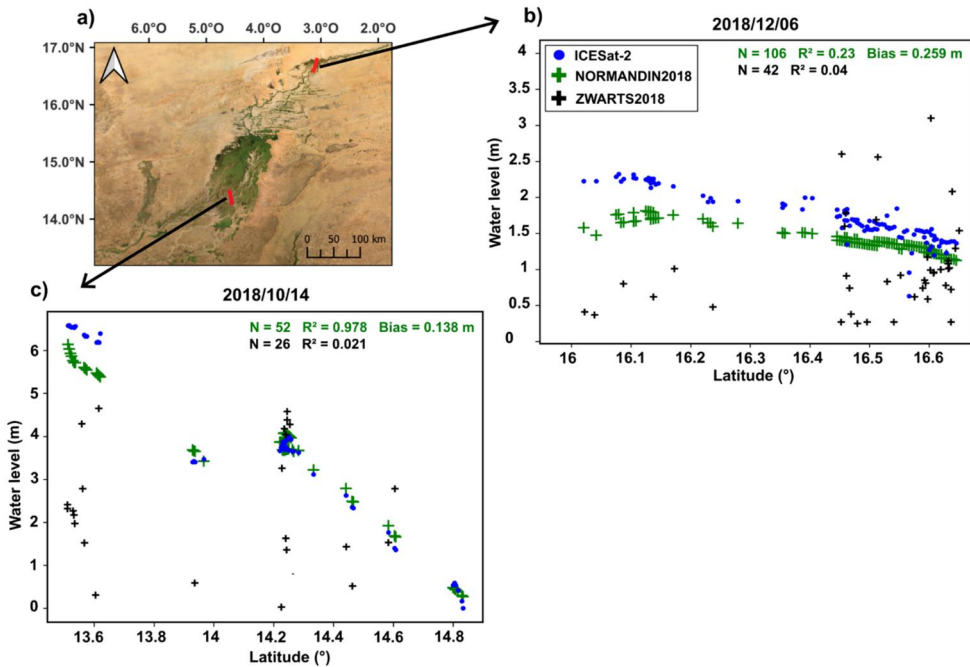 a)
6.0°O 5.0°O 4.0°O 3.0°O 2.0°O
17.0°N
16.0°N
15.0°N
14.0°N
0 50 100 km
b)
2018/12/06
ICESat-2
NORMANDIN2018
ZWARTS2018
N = 106 R² = 0.23 Bias = 0.259 m
N = 42 R² = 0.04
Water level (m)
4
3.5
3
2.5
2
1.5
1
0.5
0
16 16.1 16.2 16.3 16.4 16.5 16.6
Latitude (°)
c)
2018/10/14
N = 52 R² = 0.978 Bias = 0.138 m
N = 26 R² = 0.021
Water level (m)
6
5
4
3
2
1
0
13.6 13.8 14 14.2 14.4 14.6 14.8
Latitude (°)